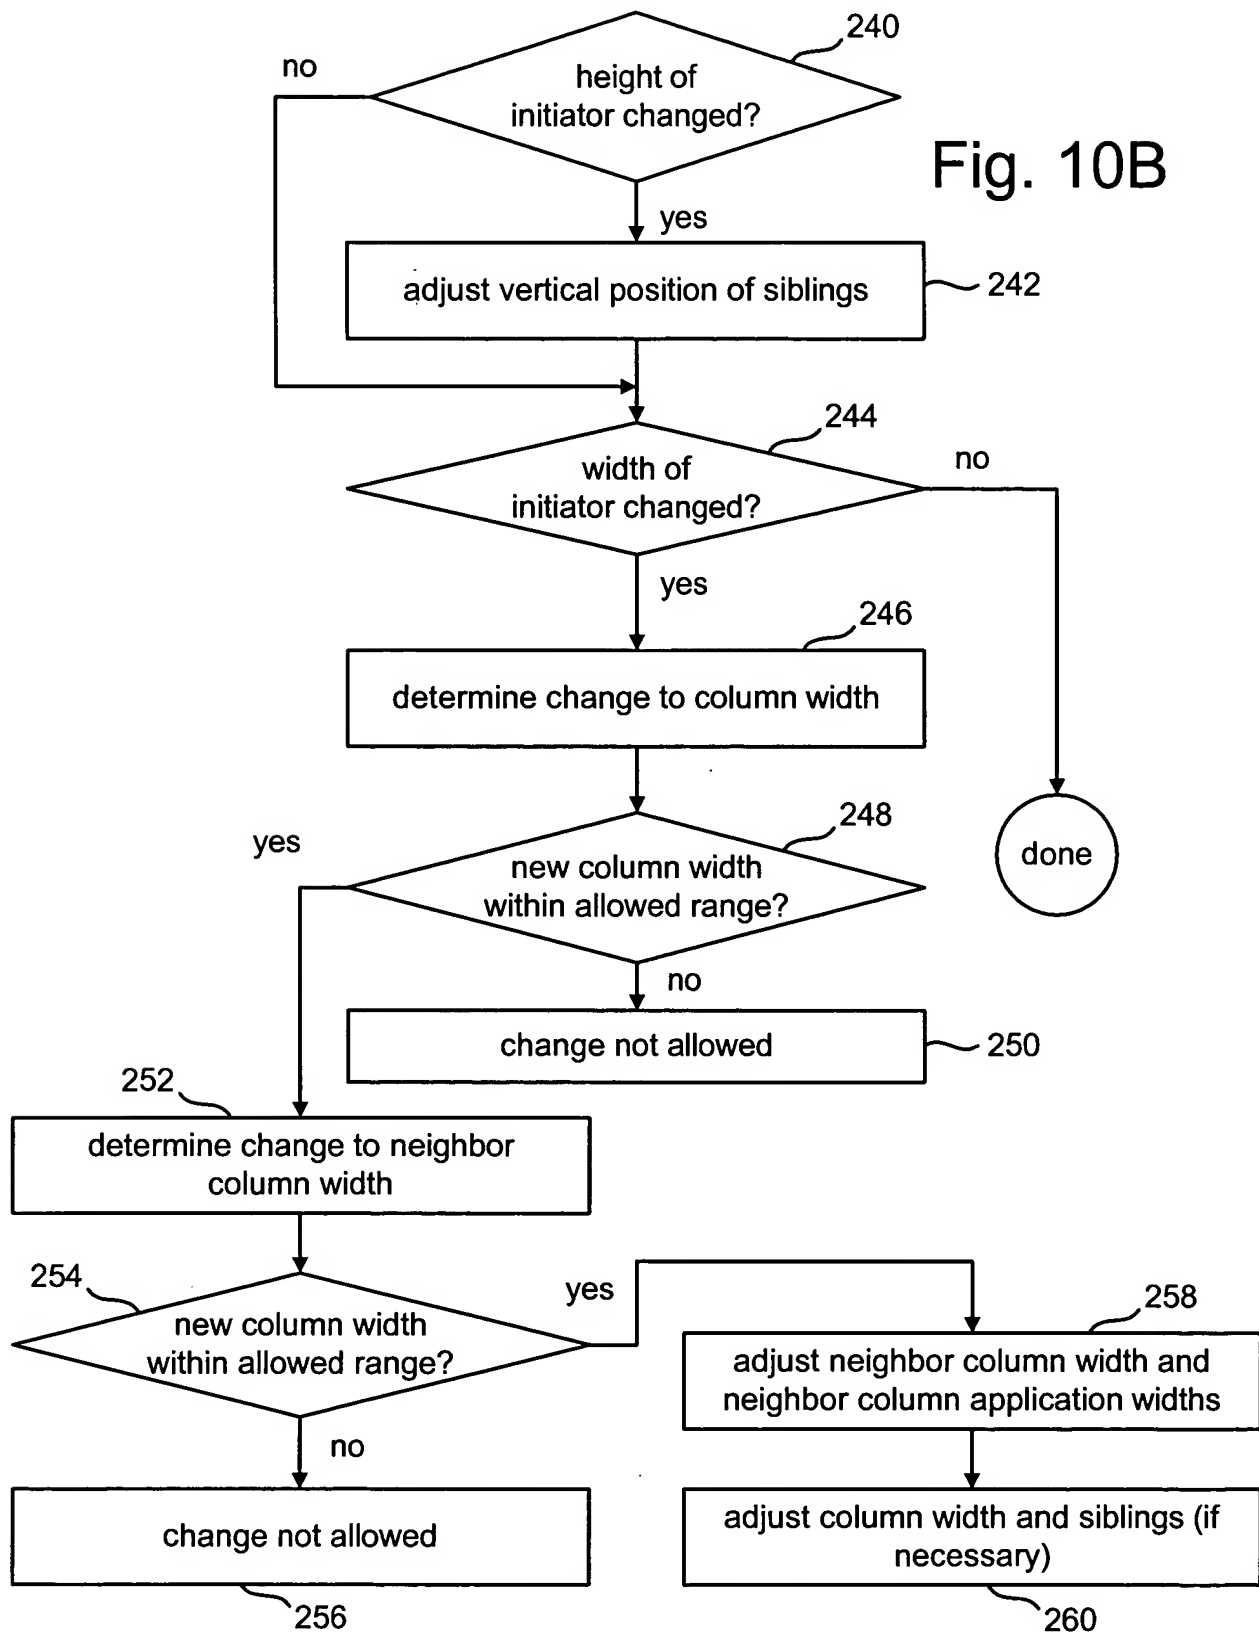 240
no
height of
initiator changed?
Fig. 10B
yes
adjust vertical position of siblings
242
244
width of
initiator changed?
no
yes
246
determine change to column width
248
yes
new column width
within allowed range?
done
no
change not allowed
250
252
determine change to neighbor
column width
254
yes
new column width
within allowed range?
258
adjust neighbor column width and
neighbor column application widths
no
change not allowed
adjust column width and siblings (if
necessary)
256
260